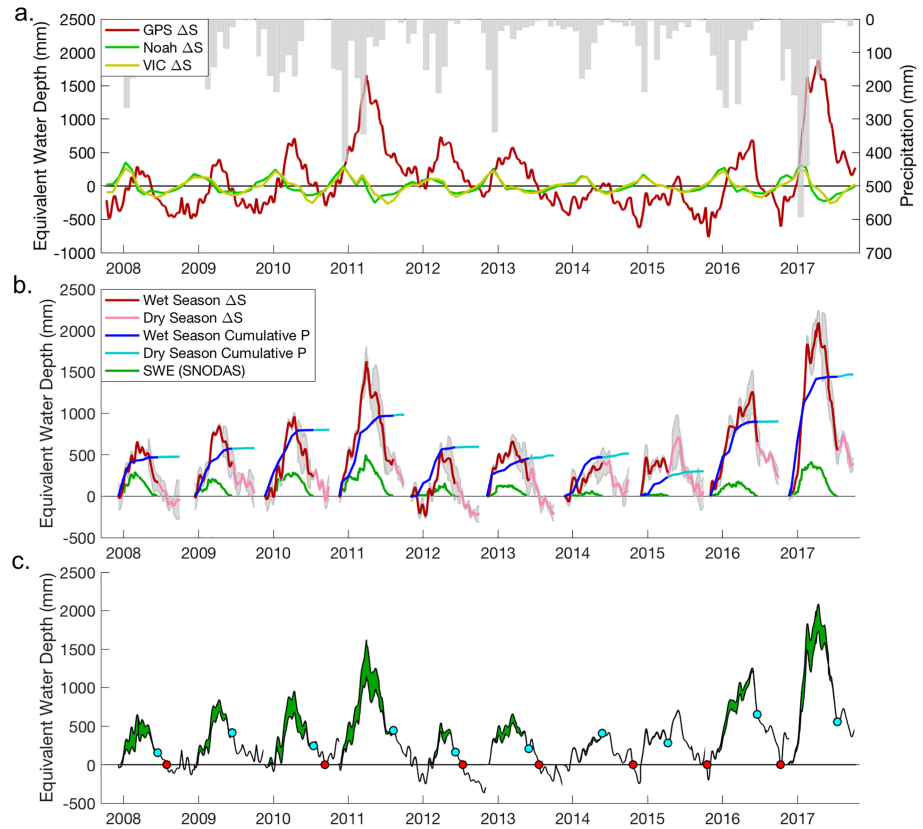 a.
2500
2000
1500
1000
500
0
-500
-1000
Equivalent Water Depth (mm)
GPS ΔS
Noah ΔS
VIC ΔS
0
100
200
300
400
500
600
700
Precipitation (mm)
2008 2009 2010 2011 2012 2013 2014 2015 2016 2017
b.
2500
2000
1500
1000
500
0
-500
Equivalent Water Depth (mm)
Wet Season ΔS
Dry Season ΔS
Wet Season Cumulative P
Dry Season Cumulative P
SWE (SNODAS)
2008 2009 2010 2011 2012 2013 2014 2015 2016 2017
c.
2500
2000
1500
1000
500
0
-500
Equivalent Water Depth (mm)
2008 2009 2010 2011 2012 2013 2014 2015 2016 2017